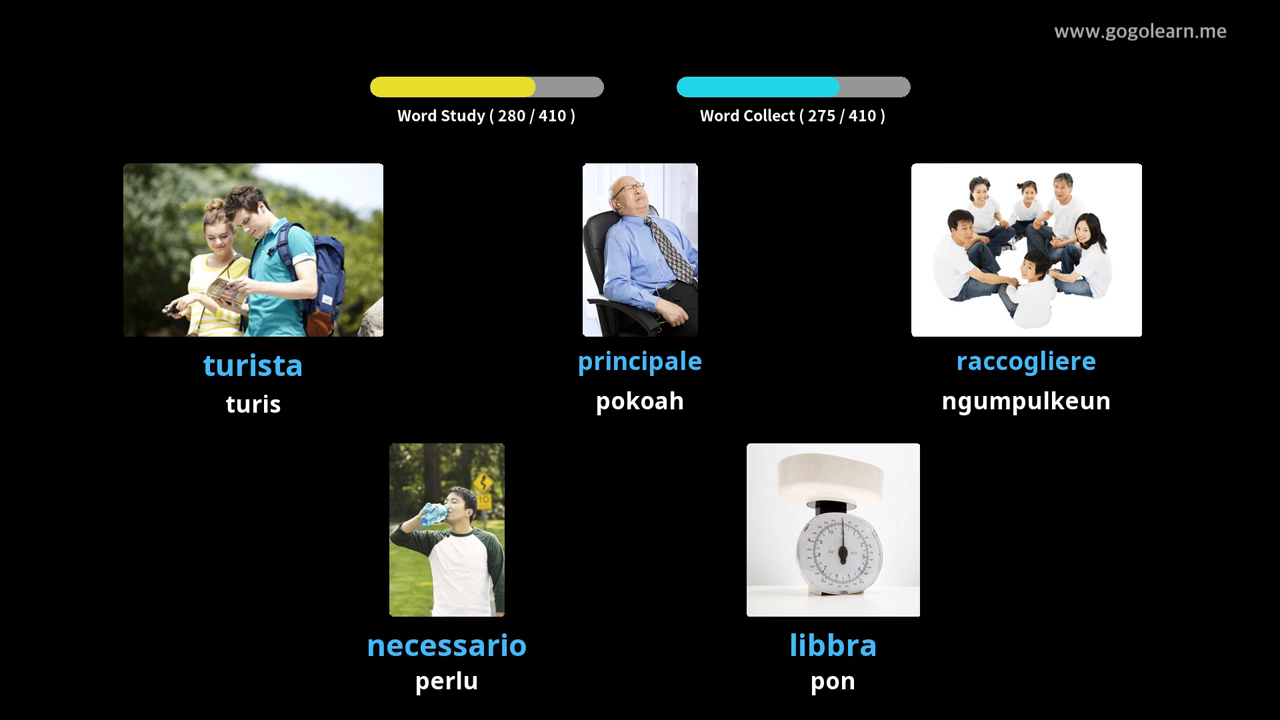 www.gogolearn.me
Word Study ( 280 / 410 )
Word Collect ( 275 / 410 )
turista
turis
principale
pokoah
raccogliere
ngumpulkeun
necessario
perlu
libbra
pon